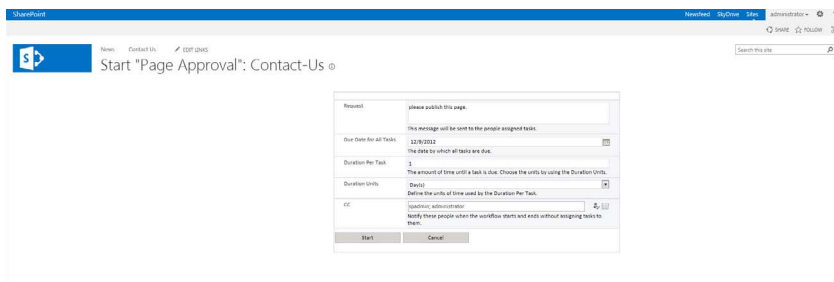 SharePoint
Newsfeed SkyDrive Sites administrator
SHARE FOLLOW
News Contact Us EDIT LINKS
Search this site
S
Start "Page Approval": Contact-Us
Request
please publish this page.
This message will be sent to the people assigned tasks.
Due Date for All Tasks
12/9/2012
The date by which all tasks are due.
Duration Per Task
1
The amount of time until a task is due. Choose the units by using the Duration Units.
Duration Units
Day(s)
Define the units of time used by the Duration Per Task.
CC
spadmin; administrator
Notify these people when the workflow starts and ends without assigning tasks to
them.
Start Cancel